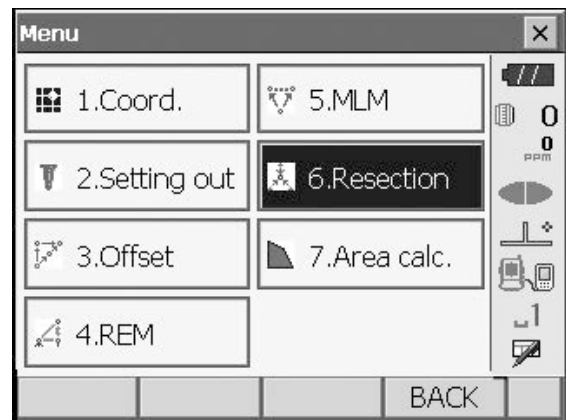 Menu
1.Coord.
5.MLM
2.Setting out
6.Resection
3.Offset
7.Area calc.
4.REM
0
0
ppm
1
BACK